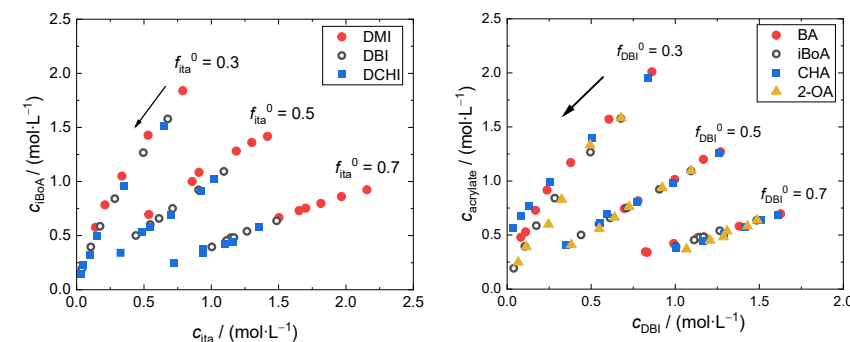 2.5
2.0
1.5
1.0
0.5
0.0
0.0 0.5 1.0 1.5 2.0 2.5
c_iBoA / (mol·L⁻¹)
c_ita / (mol·L⁻¹)
f_ita⁰ = 0.3
f_ita⁰ = 0.5
f_ita⁰ = 0.7
DMI
DBI
DCHI
2.5
2.0
1.5
1.0
0.5
0.0
0.0 0.5 1.0 1.5 2.0
c_acrylate / (mol·L⁻¹)
c_DBI / (mol·L⁻¹)
f_DBI⁰ = 0.3
f_DBI⁰ = 0.5
f_DBI⁰ = 0.7
BA
iBoA
CHA
2-OA